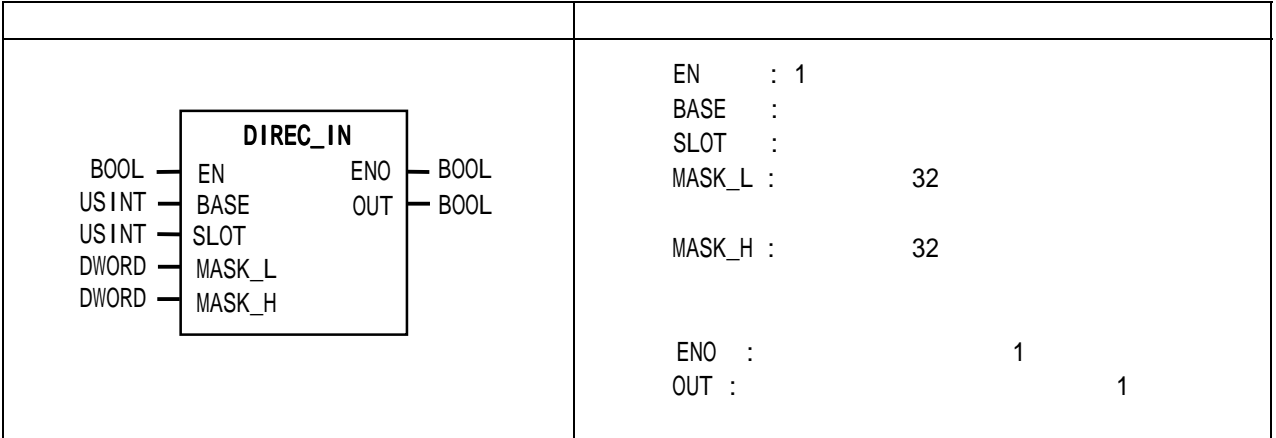 DIREC_IN
BOOL EN ENO BOOL
USINT BASE OUT BOOL
USINT SLOT
DWORD MASK_L
DWORD MASK_H
EN : 1
BASE :
SLOT :
MASK_L : 32
MASK_H : 32
ENO : 1
OUT : 1